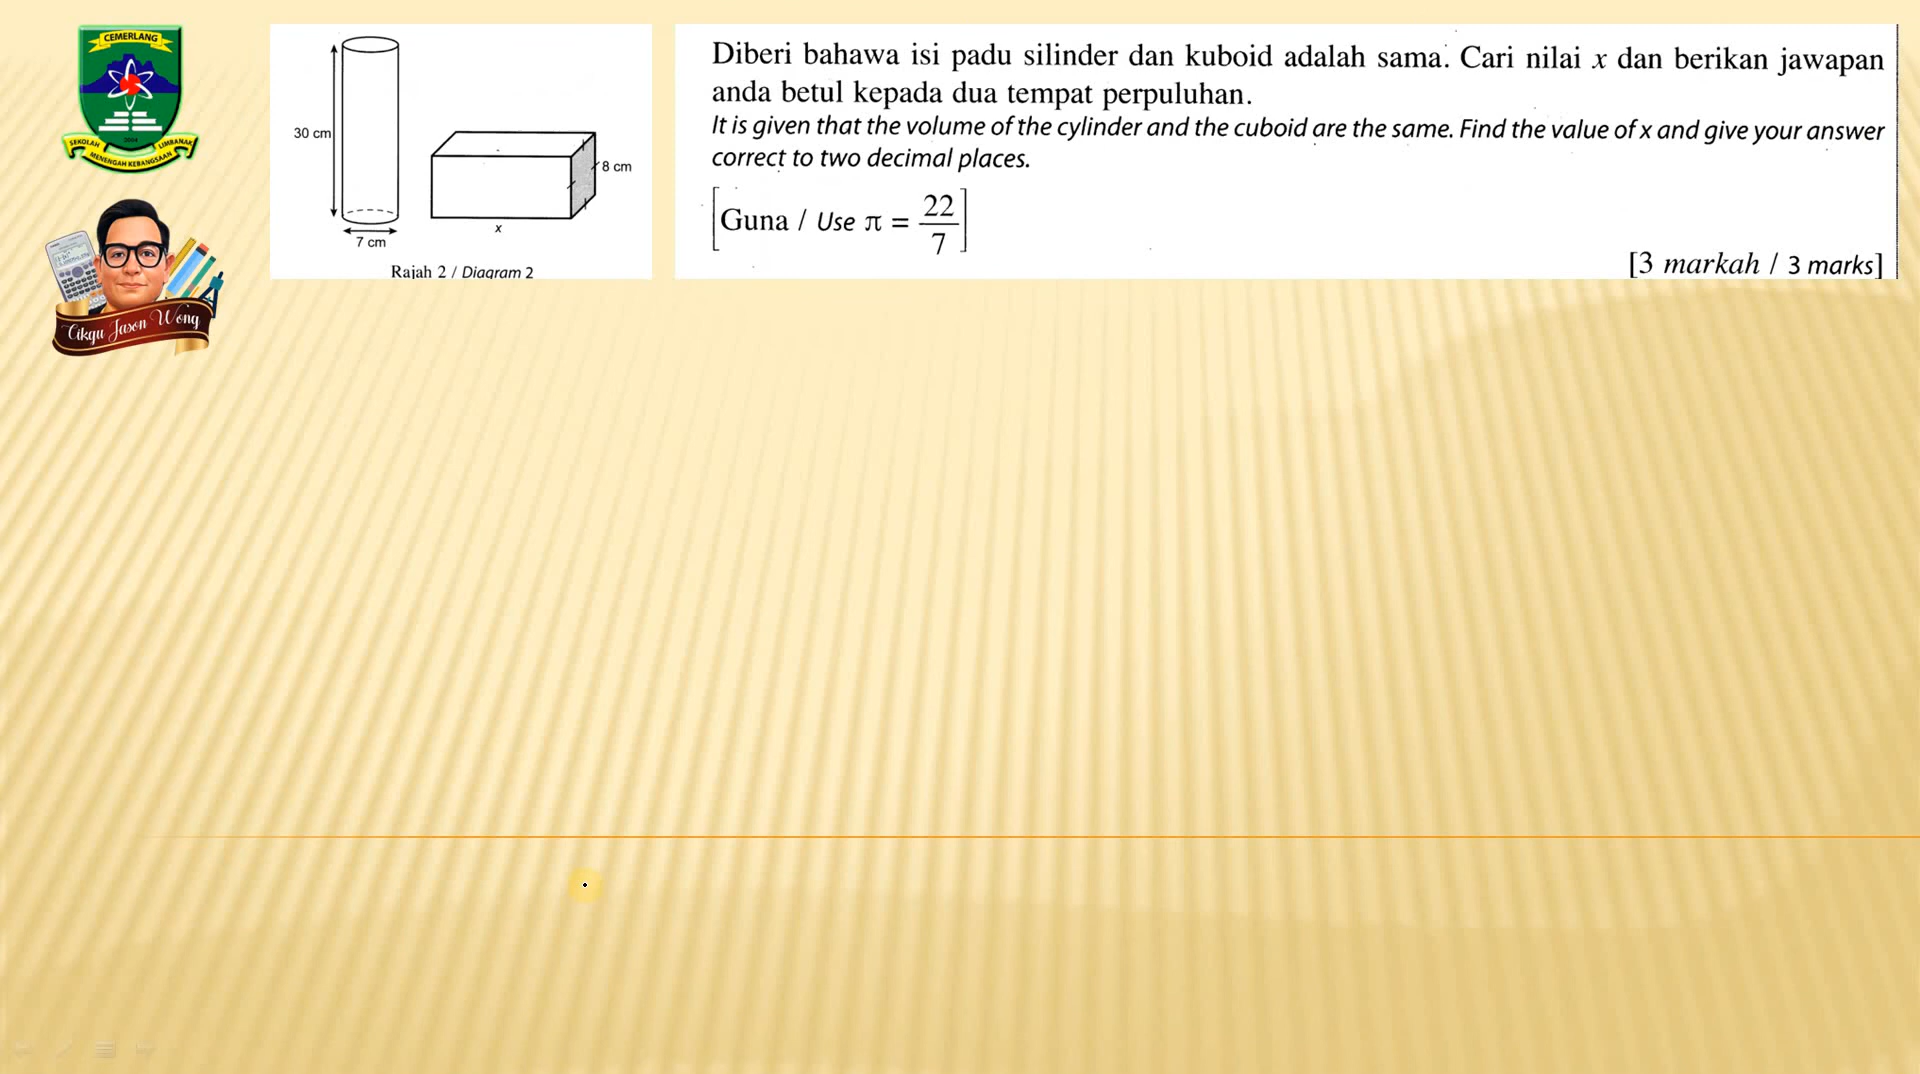 CEMERLANG
2004
SEKOLAH LIMBANAK
MENENGAH KEBANGSAAN
Cikgu Jason Wong
30 cm
7 cm
8 cm
x
Rajah 2 / Diagram 2
Diberi bahawa isi padu silinder dan kuboid adalah sama. Cari nilai x dan berikan jawapan
anda betul kepada dua tempat perpuluhan.
It is given that the volume of the cylinder and the cuboid are the same. Find the value of x and give your answer
correct to two decimal places.
[Guna / Use π = 22/7]
[3 markah / 3 marks]